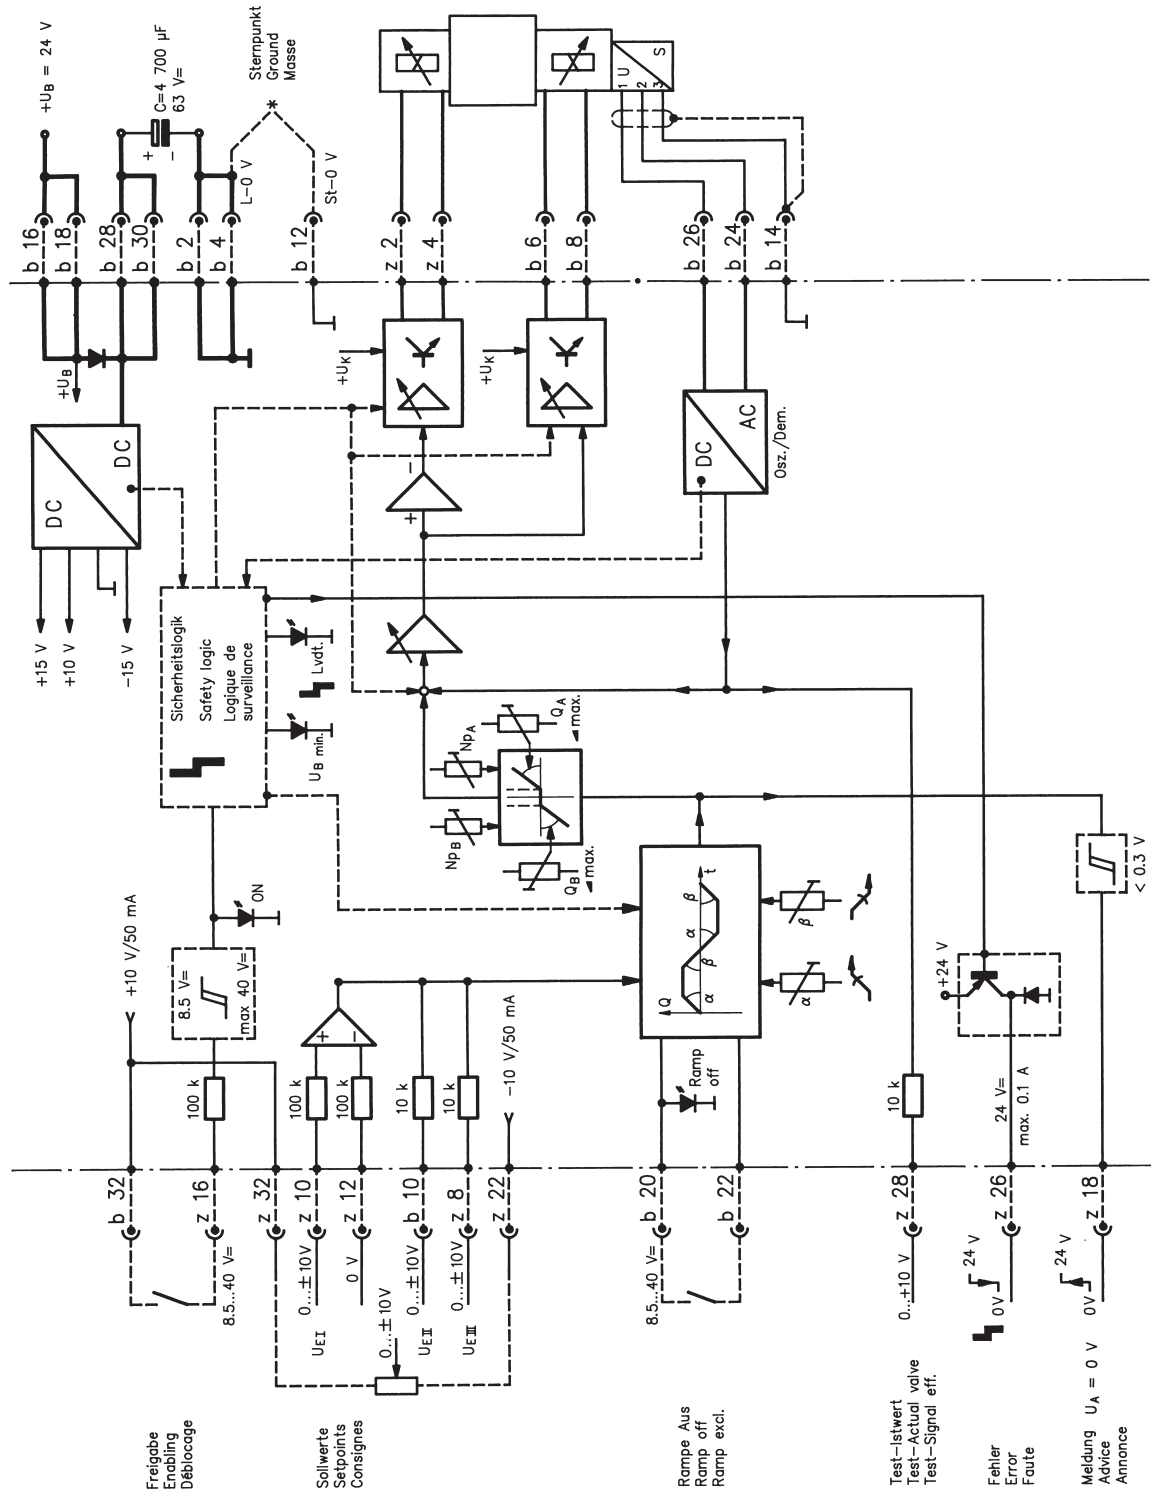 Freigabe
Enabling
Déblocage
Sollwerte
Setpoints
Consignes
Rampe Aus
Ramp off
Ramp excl.
Test–Istwert
Test–Actual valve
Test–Signal eff.
Fehler
Error
Faute
Meldung
Advice
Annonce
U_A = 0 V
8.5...40 V=
0...±10V
U_EI
0 V
0...±10V
0...±10V
U_EII
0...±10V
U_EIII
8.5...40 V=
0...+10 V
24 V
0V
24 V
0V
b 32
z 16
z 32
z 10
z 12
b 10
z 8
z 22
b 20
b 22
z 28
z 26
z 18
100 k
100 k
100 k
10 k
10 k
10 k
+10 V/50 mA
–10 V/50 mA
8.5 V=
max 40 V=
ON
+
–
Ramp
off
24 V=
max. 0.1 A
+24 V
< 0.3 V
Q
t
α
β
α
β
α
β
Np_B
Np_A
Q_B
max.
Q_A
max.
Sicherheitslogik
Safety logic
Logique de
surveillance
U_B min.
Lvdt.
+15 V
+10 V
–15 V
DC
DC
+U_B
+
–
+U_K
+U_K
DC
AC
Osz./Dem.
b 16
b 18
b 28
b 30
b 2
b 4
b 12
z 2
z 4
b 6
b 8
b 26
b 24
b 14
+U_B = 24 V
C=4 700 µF
63 V=
+
–
L–0 V
St–0 V
*
Sternpunkt
Ground
Masse
1
2
3
U
S